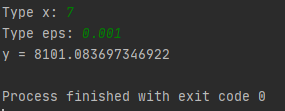 Type x: 7
Type eps: 0.001
y = 8101.083697346922
Process finished with exit code 0